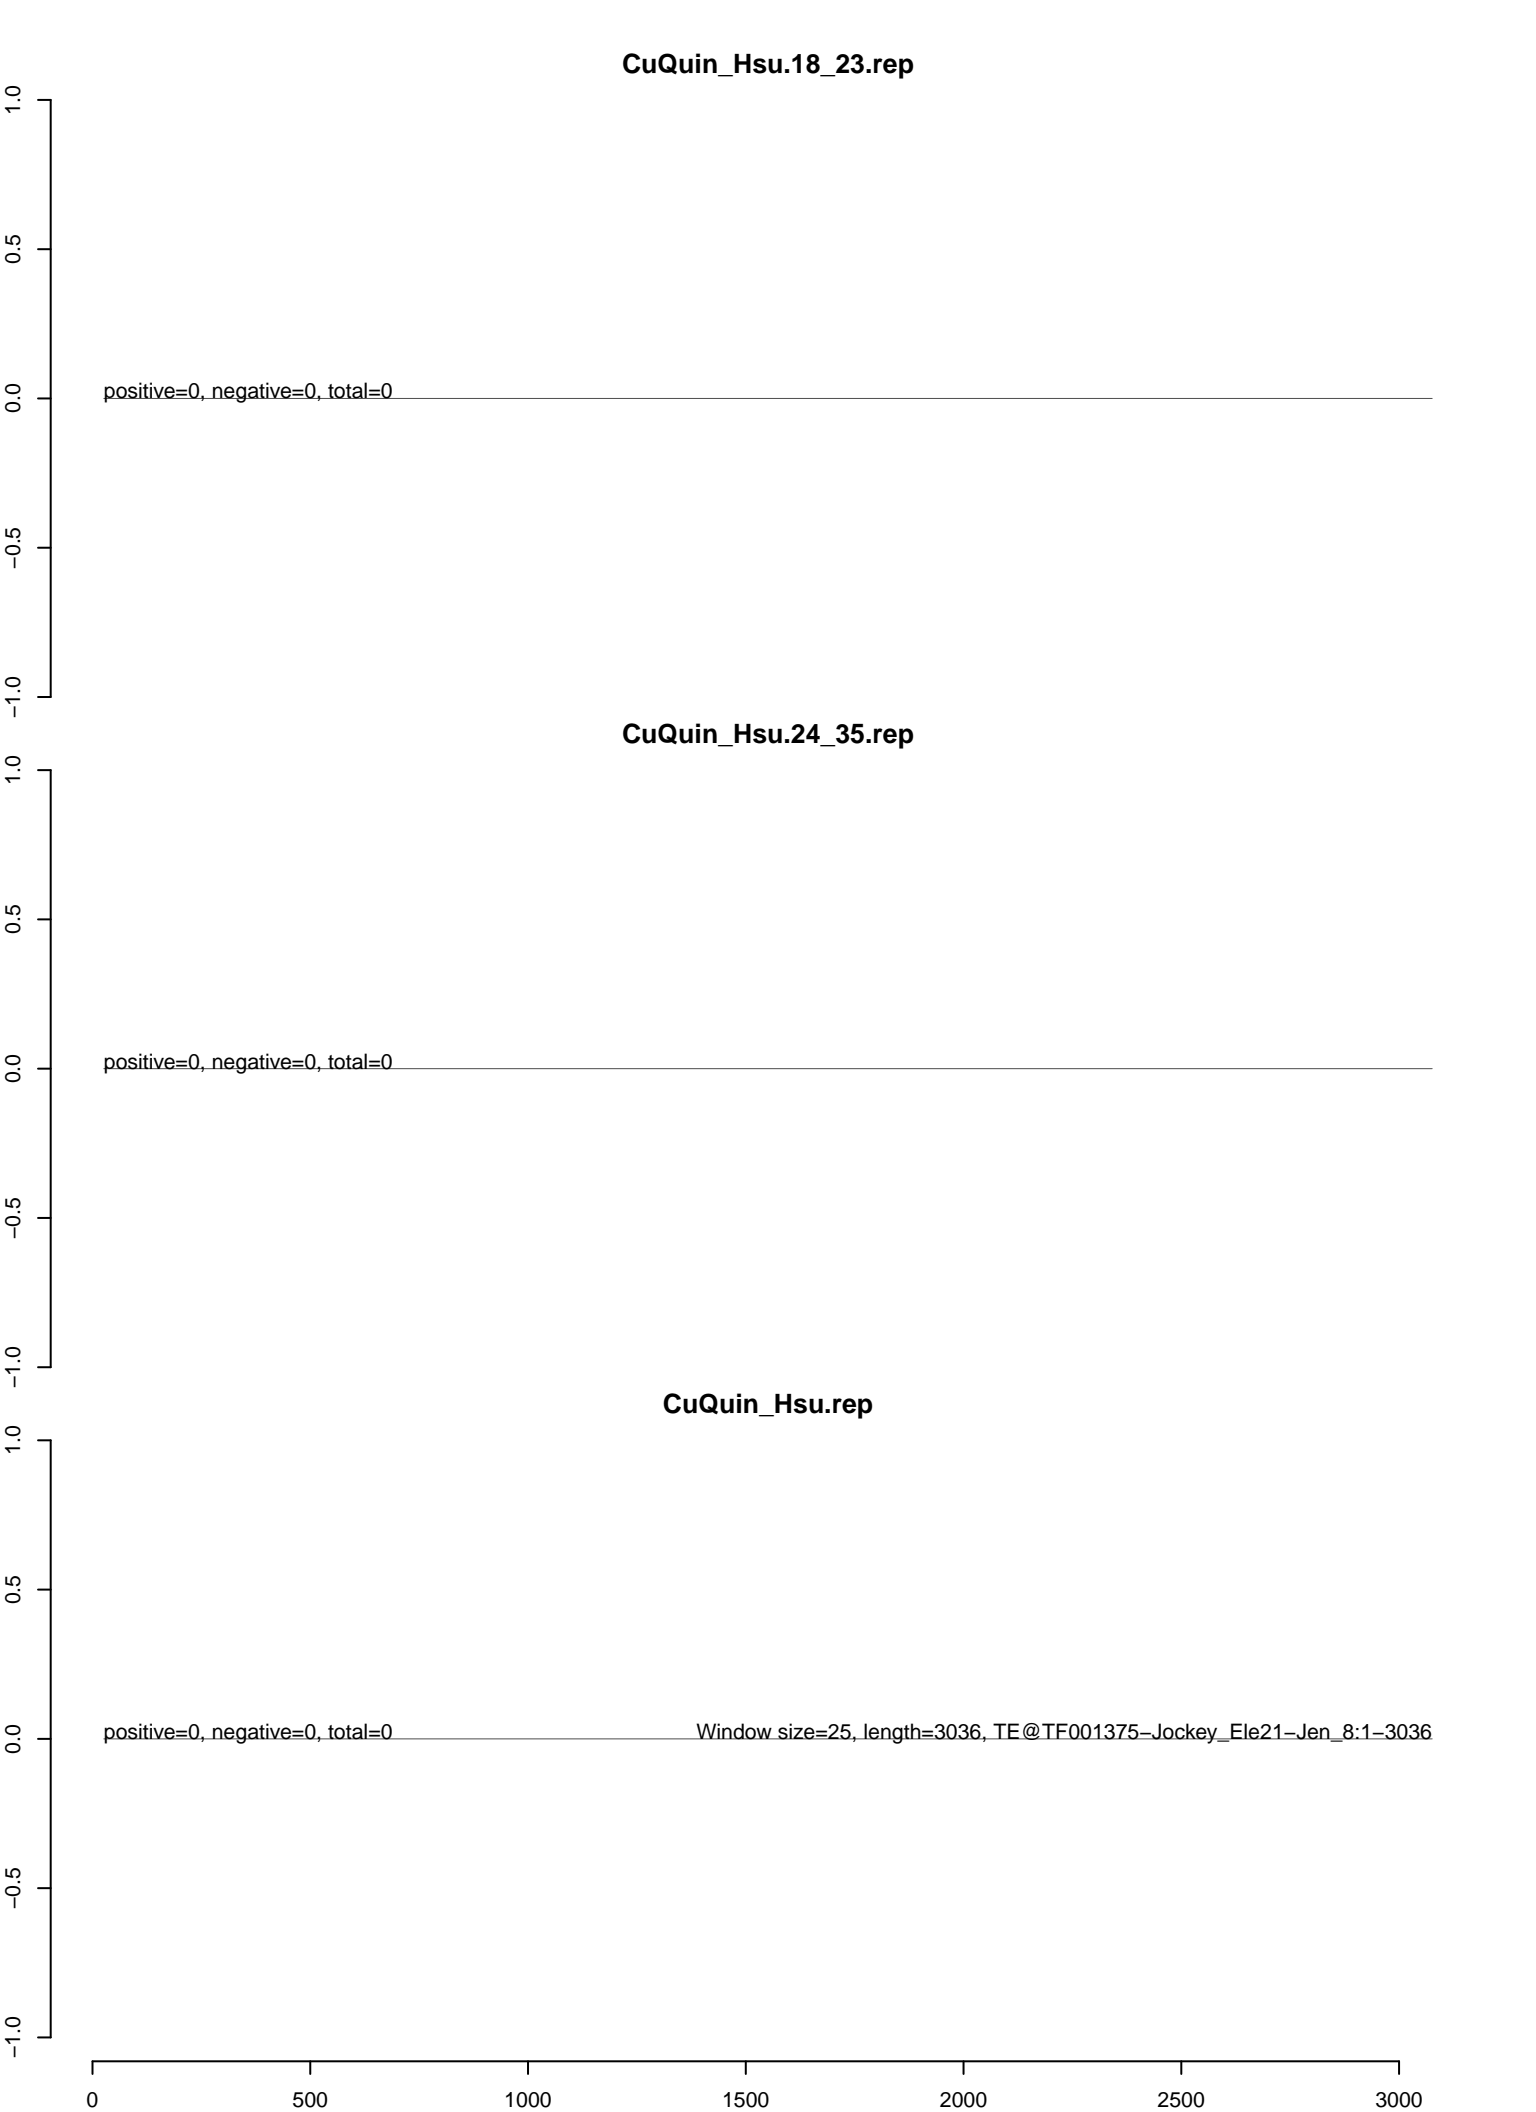 CuQuin_Hsu.18_23.rep
1.0
0.5
positive=0, negative=0, total=0
0.0
−0.5
−1.0
CuQuin_Hsu.24_35.rep
1.0
0.5
positive=0, negative=0, total=0
0.0
−0.5
−1.0
CuQuin_Hsu.rep
1.0
0.5
positive=0, negative=0, total=0 Window size=25, length=3036, TE@TF001375−Jockey_Ele21−Jen_8:1−3036
0.0
−0.5
−1.0
0 500 1000 1500 2000 2500 3000